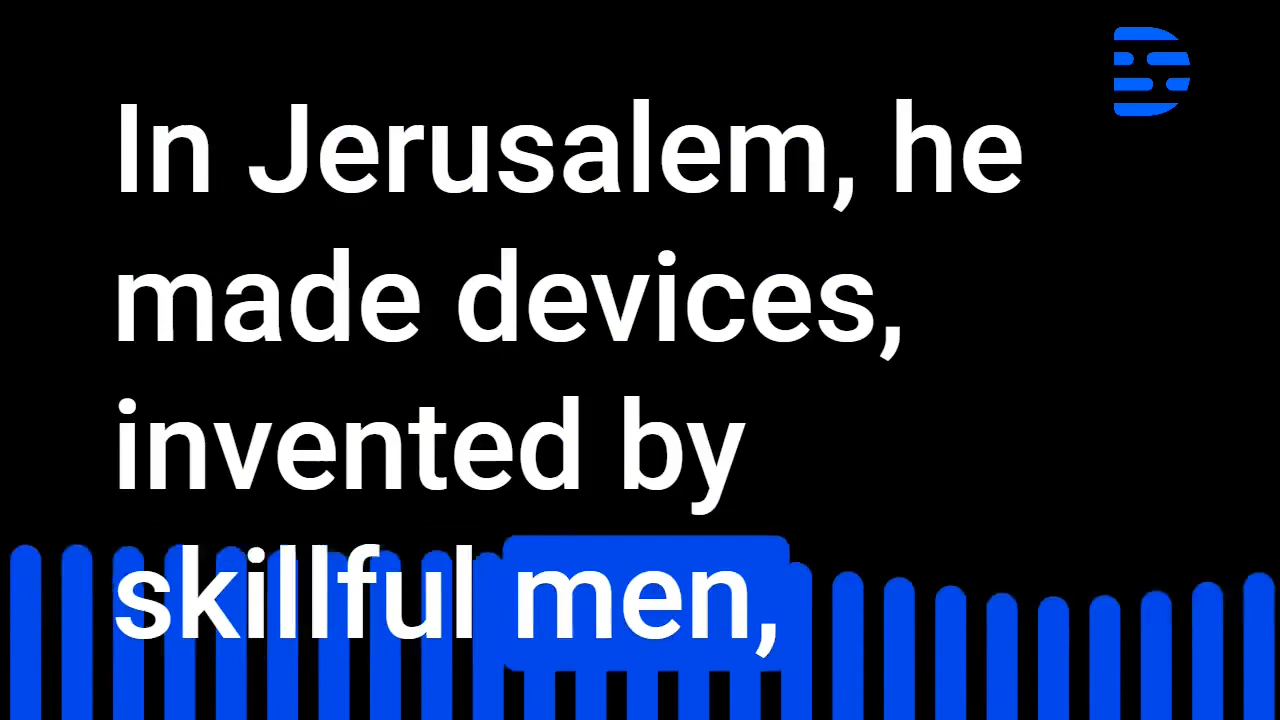 In Jerusalem, he
made devices,
invented by
skillful men,